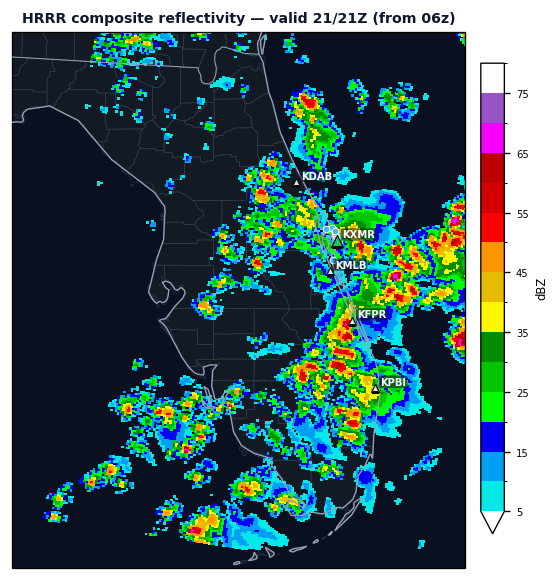 HRRR composite reflectivity — valid 21/21Z (from 06z)
KDAB
KXMR
KMLB
KFPR
KPBI
75
65
55
45
35
25
15
5
dBZ